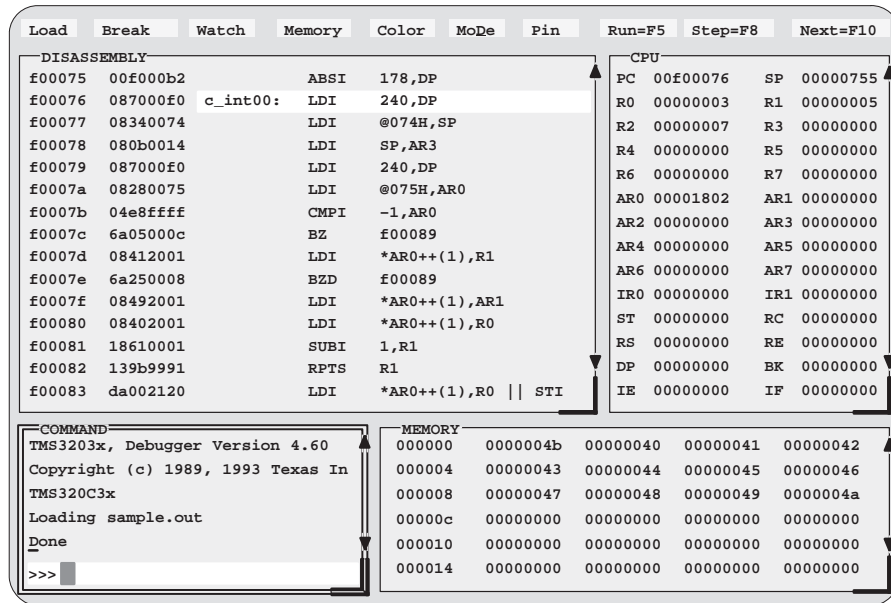 Load Break Watch Memory Color MoDe Pin Run=F5 Step=F8 Next=F10
DISASSEMBLY
f00075 00f000b2 ABSI 178,DP
f00076 087000f0 c_int00: LDI 240,DP
f00077 08340074 LDI @074H,SP
f00078 080b0014 LDI SP,AR3
f00079 087000f0 LDI 240,DP
f0007a 08280075 LDI @075H,AR0
f0007b 04e8ffff CMPI –1,AR0
f0007c 6a05000c BZ f00089
f0007d 08412001 LDI *AR0++(1),R1
f0007e 6a250008 BZD f00089
f0007f 08492001 LDI *AR0++(1),AR1
f00080 08402001 LDI *AR0++(1),R0
f00081 18610001 SUBI 1,R1
f00082 139b9991 RPTS R1
f00083 da002120 LDI *AR0++(1),R0 || STI
CPU
PC 00f00076 SP 00000755
R0 00000003 R1 00000005
R2 00000007 R3 00000000
R4 00000000 R5 00000000
R6 00000000 R7 00000000
AR0 00001802 AR1 00000000
AR2 00000000 AR3 00000000
AR4 00000000 AR5 00000000
AR6 00000000 AR7 00000000
IR0 00000000 IR1 00000000
ST 00000000 RC 00000000
RS 00000000 RE 00000000
DP 00000000 BK 00000000
IE 00000000 IF 00000000
COMMAND
TMS3203x, Debugger Version 4.60
Copyright (c) 1989, 1993 Texas In
TMS320C3x
Loading sample.out
Done
>>>
MEMORY
000000 0000004b 00000040 00000041 00000042
000004 00000043 00000044 00000045 00000046
000008 00000047 00000048 00000049 0000004a
00000c 00000000 00000000 00000000 00000000
000010 00000000 00000000 00000000 00000000
000014 00000000 00000000 00000000 00000000